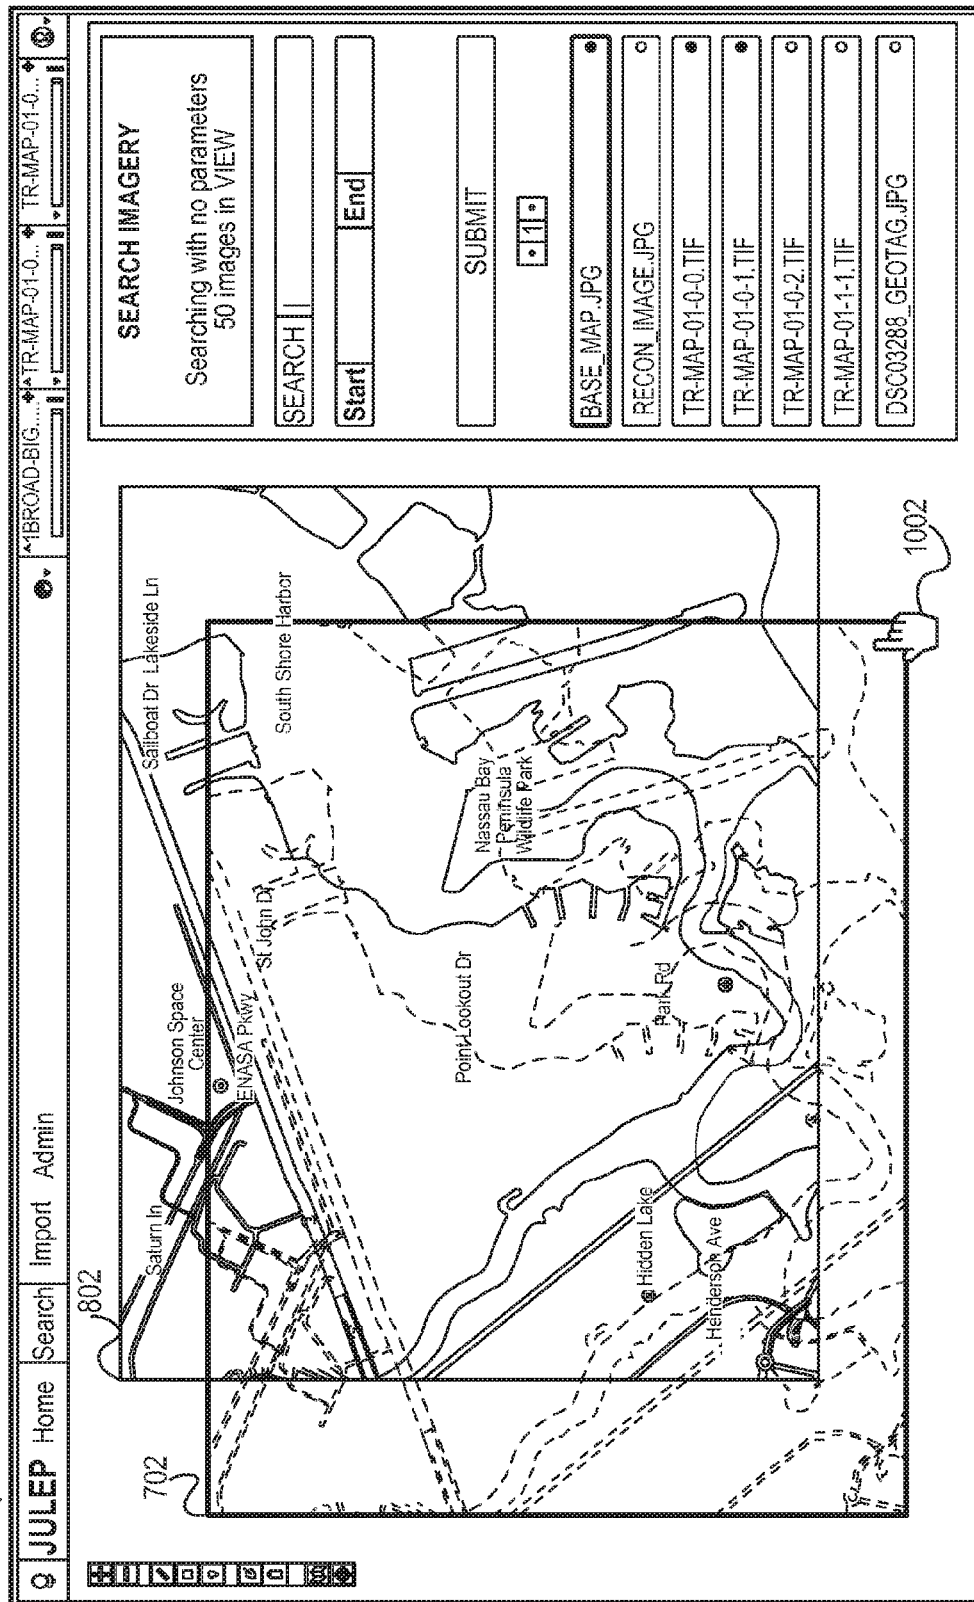 JULEP
Home
Search
Import
Admin
^1BROAD-BIG...
TR-MAP-01-0...
TR-MAP-01-0...
802
702
Saturn ln
Johnson Space
Center
ENASA Pkwy
St John Dr
Sailboat Dr
Lakeside Ln
South Shore Harbor
Point Lookout Dr
Nassau Bay
Peninsula
Wildlife Park
Park Rd
Hidden Lake
Henderson Ave
1002
SEARCH IMAGERY
Searching with no parameters
50 images in VIEW
SEARCH
Start
End
SUBMIT
1
BASE_MAP.JPG
RECON_IMAGE.JPG
TR-MAP-01-0-0.TIF
TR-MAP-01-0-1.TIF
TR-MAP-01-0-2.TIF
TR-MAP-01-1-1.TIF
DSC03288_GEOTAG.JPG